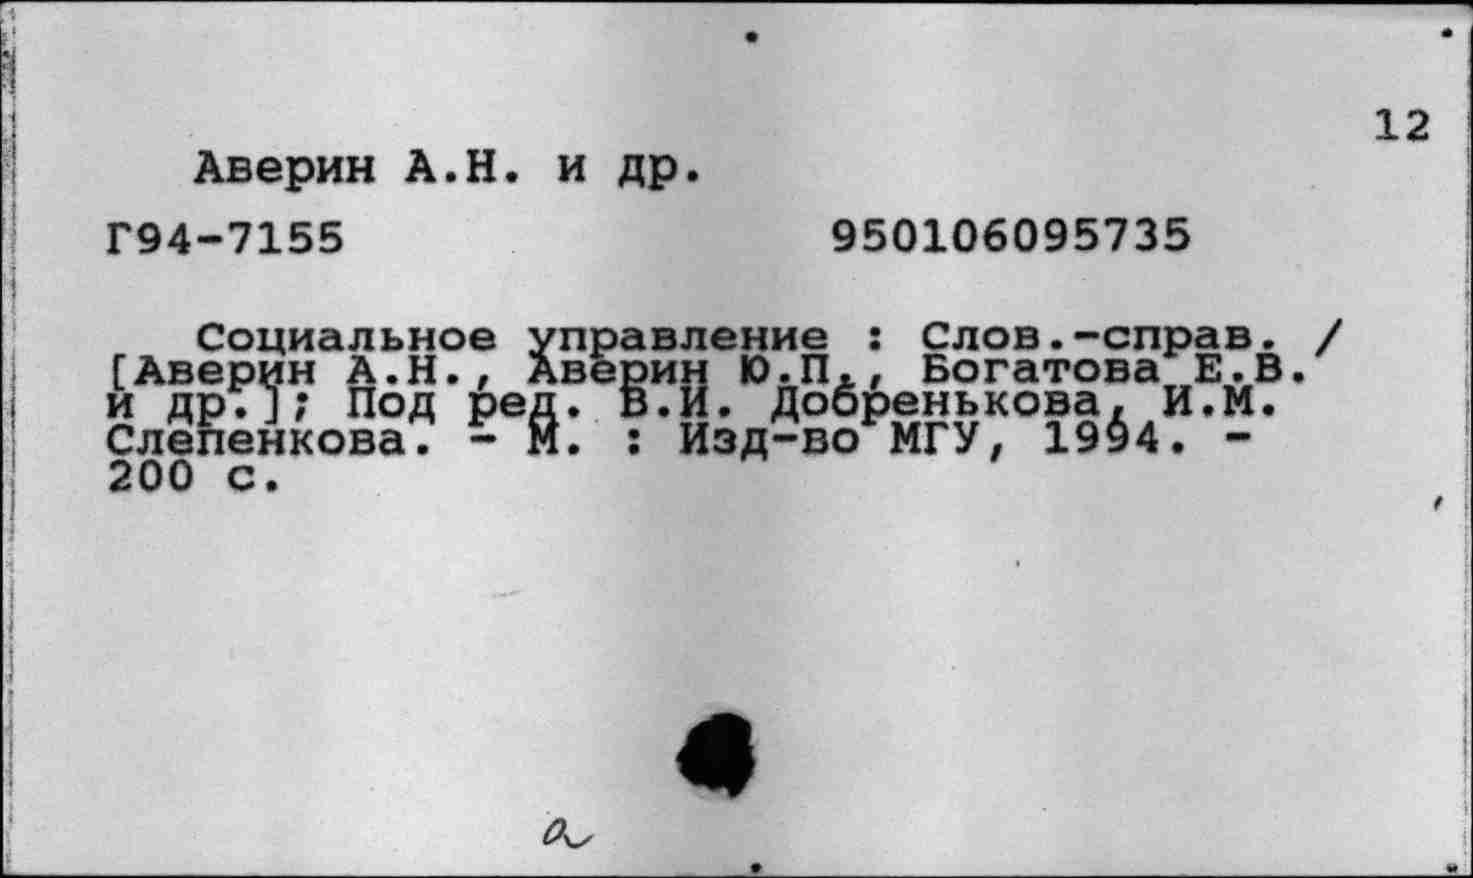 12
Аверин А.Н. и др.
Г94-7155 950106095735
Социальное управление : Слов.-справ. /
[Аверин А.Н., Аверин Ю.П., Богатова Е.В.
и др.]; Под ред. В.И. Добренькова, И.М.
Слепенкова. - М. : Изд-во МГУ, 1994. -
200 с.
а